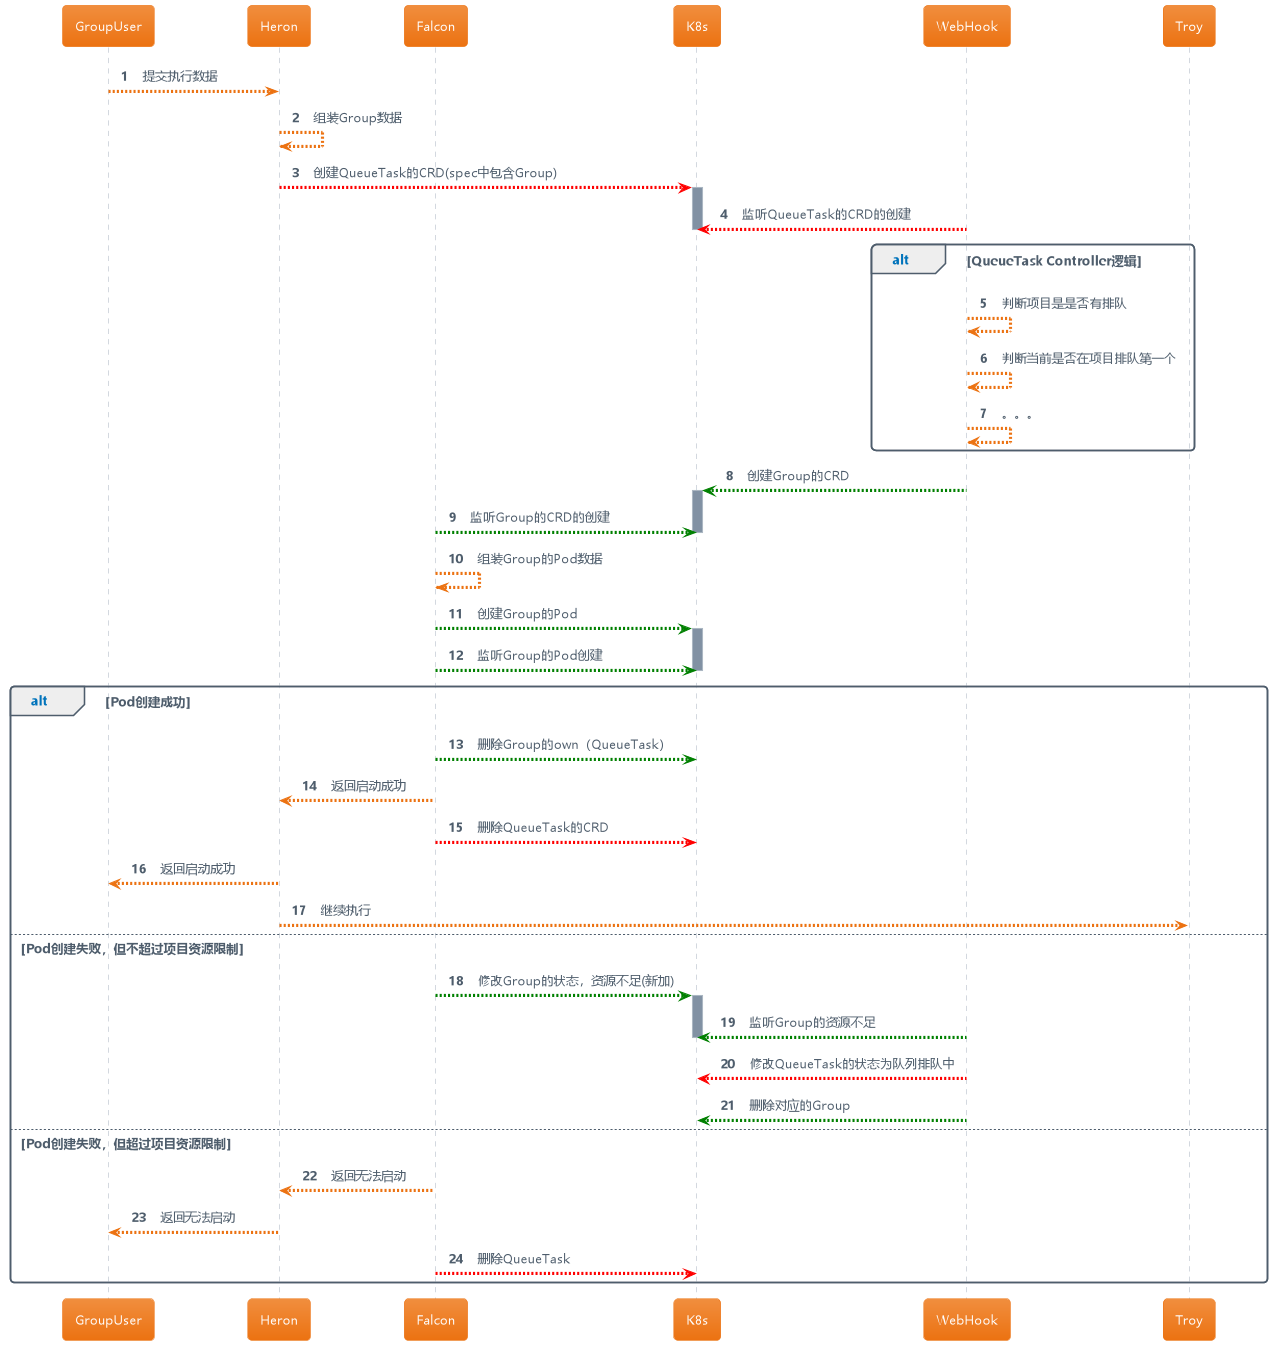 GroupUser Heron Falcon K8s WebHook Troy
1 提交执行数据
2 组装Group数据
3 创建QueueTask的CRD(spec中包含Group)
4 监听QueueTask的CRD的创建
alt [QueueTask Controller逻辑]
5 判断项目是是否有排队
6 判断当前是否在项目排队第一个
7 。。。
8 创建Group的CRD
9 监听Group的CRD的创建
10 组装Group的Pod数据
11 创建Group的Pod
12 监听Group的Pod创建
alt [Pod创建成功]
13 删除Group的own（QueueTask）
14 返回启动成功
15 删除QueueTask的CRD
16 返回启动成功
17 继续执行
[Pod创建失败，但不超过项目资源限制]
18 修改Group的状态，资源不足(新加)
19 监听Group的资源不足
20 修改QueueTask的状态为队列排队中
21 删除对应的Group
[Pod创建失败，但超过项目资源限制]
22 返回无法启动
23 返回无法启动
24 删除QueueTask
GroupUser Heron Falcon K8s WebHook Troy